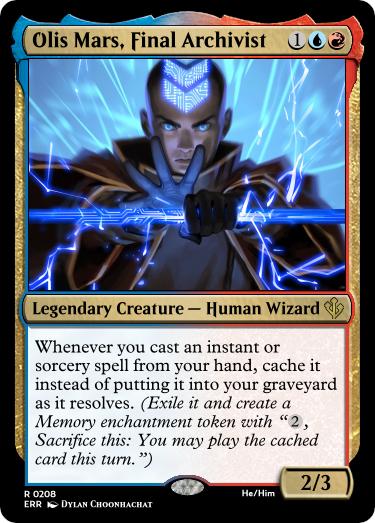 Olis Mars, Final Archivist 1
Legendary Creature — Human Wizard
Whenever you cast an instant or
sorcery spell from your hand, cache it
instead of putting it into your graveyard
as it resolves. (Exile it and create a
Memory enchantment token with “2,
Sacrifice this: You may play the cached
card this turn.”)
2/3
R 0208 He/Him
ERR Dylan Choonhachat